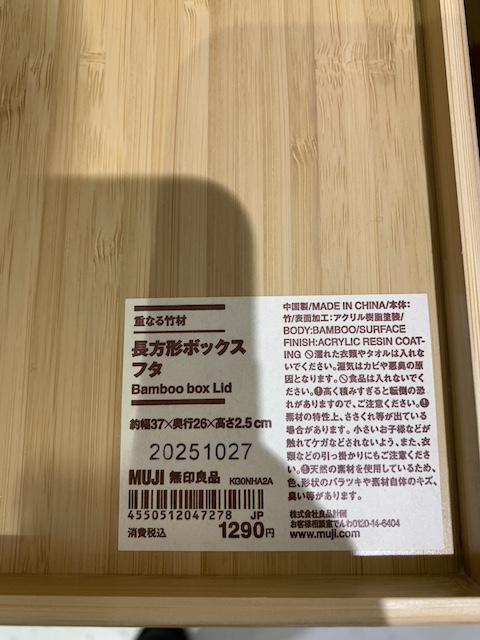 重なる竹材
長方形ボックス
フタ
Bamboo box Lid
約幅37×奥行26×高さ2.5cm
20251027
MUJI 無印良品 KG0NHA2A
4550512047278 JP
消費税込 1290円
中国製/MADE IN CHINA/本体:
竹/表面加工:アクリル樹脂塗装/
BODY:BAMBOO/SURFACE
FINISH:ACRYLIC RESIN COAT-
ING 🚫濡れた衣類やタオルは入れな
いでください。湿気はカビや悪臭の原
因となります。🚫食品は入れないでく
ださい。❗高く積みすぎると転倒の恐
れがありますので、ご注意ください。❗
素材の特性上、ささくれ等が出ている
場合があります。小さいお子様などが
触れてケガなどされないよう、また、衣
類などの引っ掛かりにもご注意くださ
い。❗天然の素材を使用しているため、
色、形状のバラツキや素材自体のキズ、
臭い等があります。
株式会社良品計画
お客様相談室でんわ0120-14-6404
www.muji.com